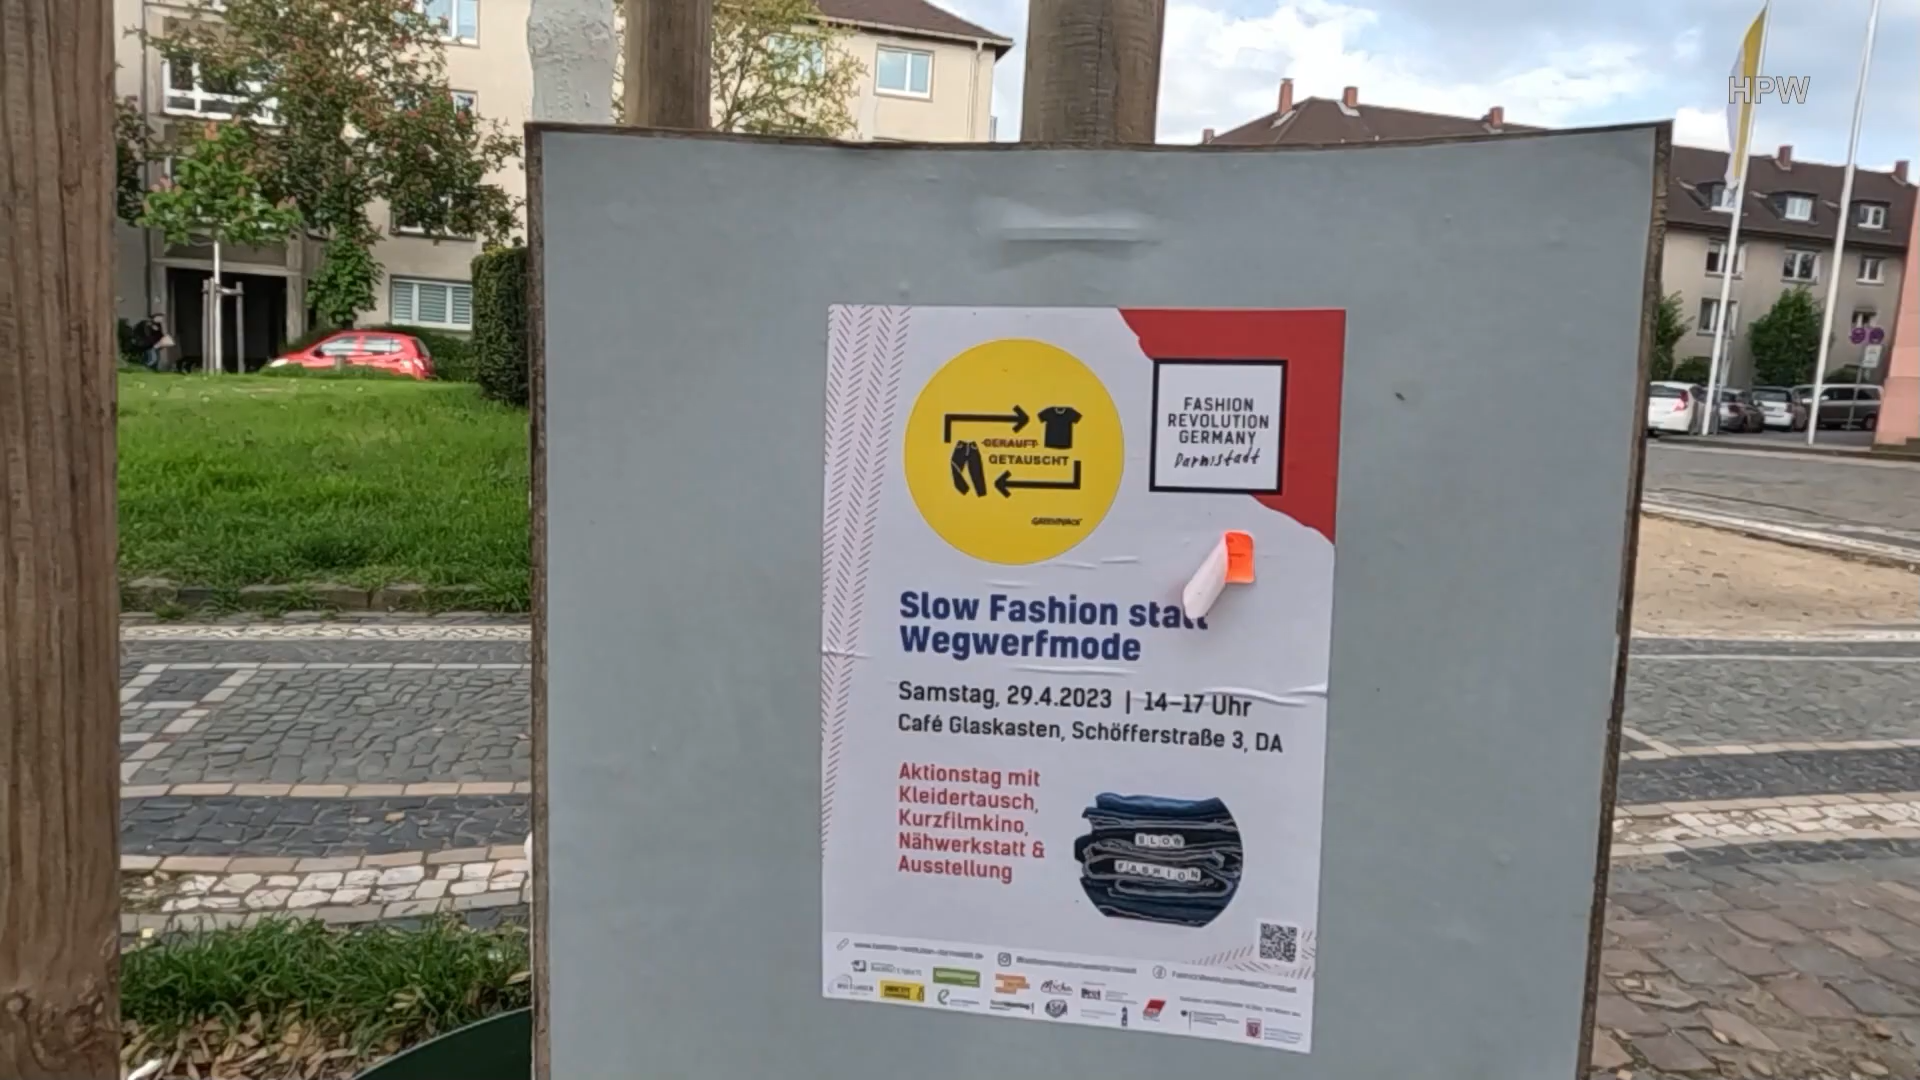 HPW
FASHION
REVOLUTION
GERMANY
Darmstadt
GEKAUFT
GETAUSCHT
GREENPEACE
Slow Fashion statt
Wegwerfmode
Samstag, 29.4.2023 | 14–17 Uhr
Café Glaskasten, Schöfferstraße 3, DA
Aktionstag mit
Kleidertausch,
Kurzfilmkino,
Nähwerkstatt &
Ausstellung
SLOW
FASHION